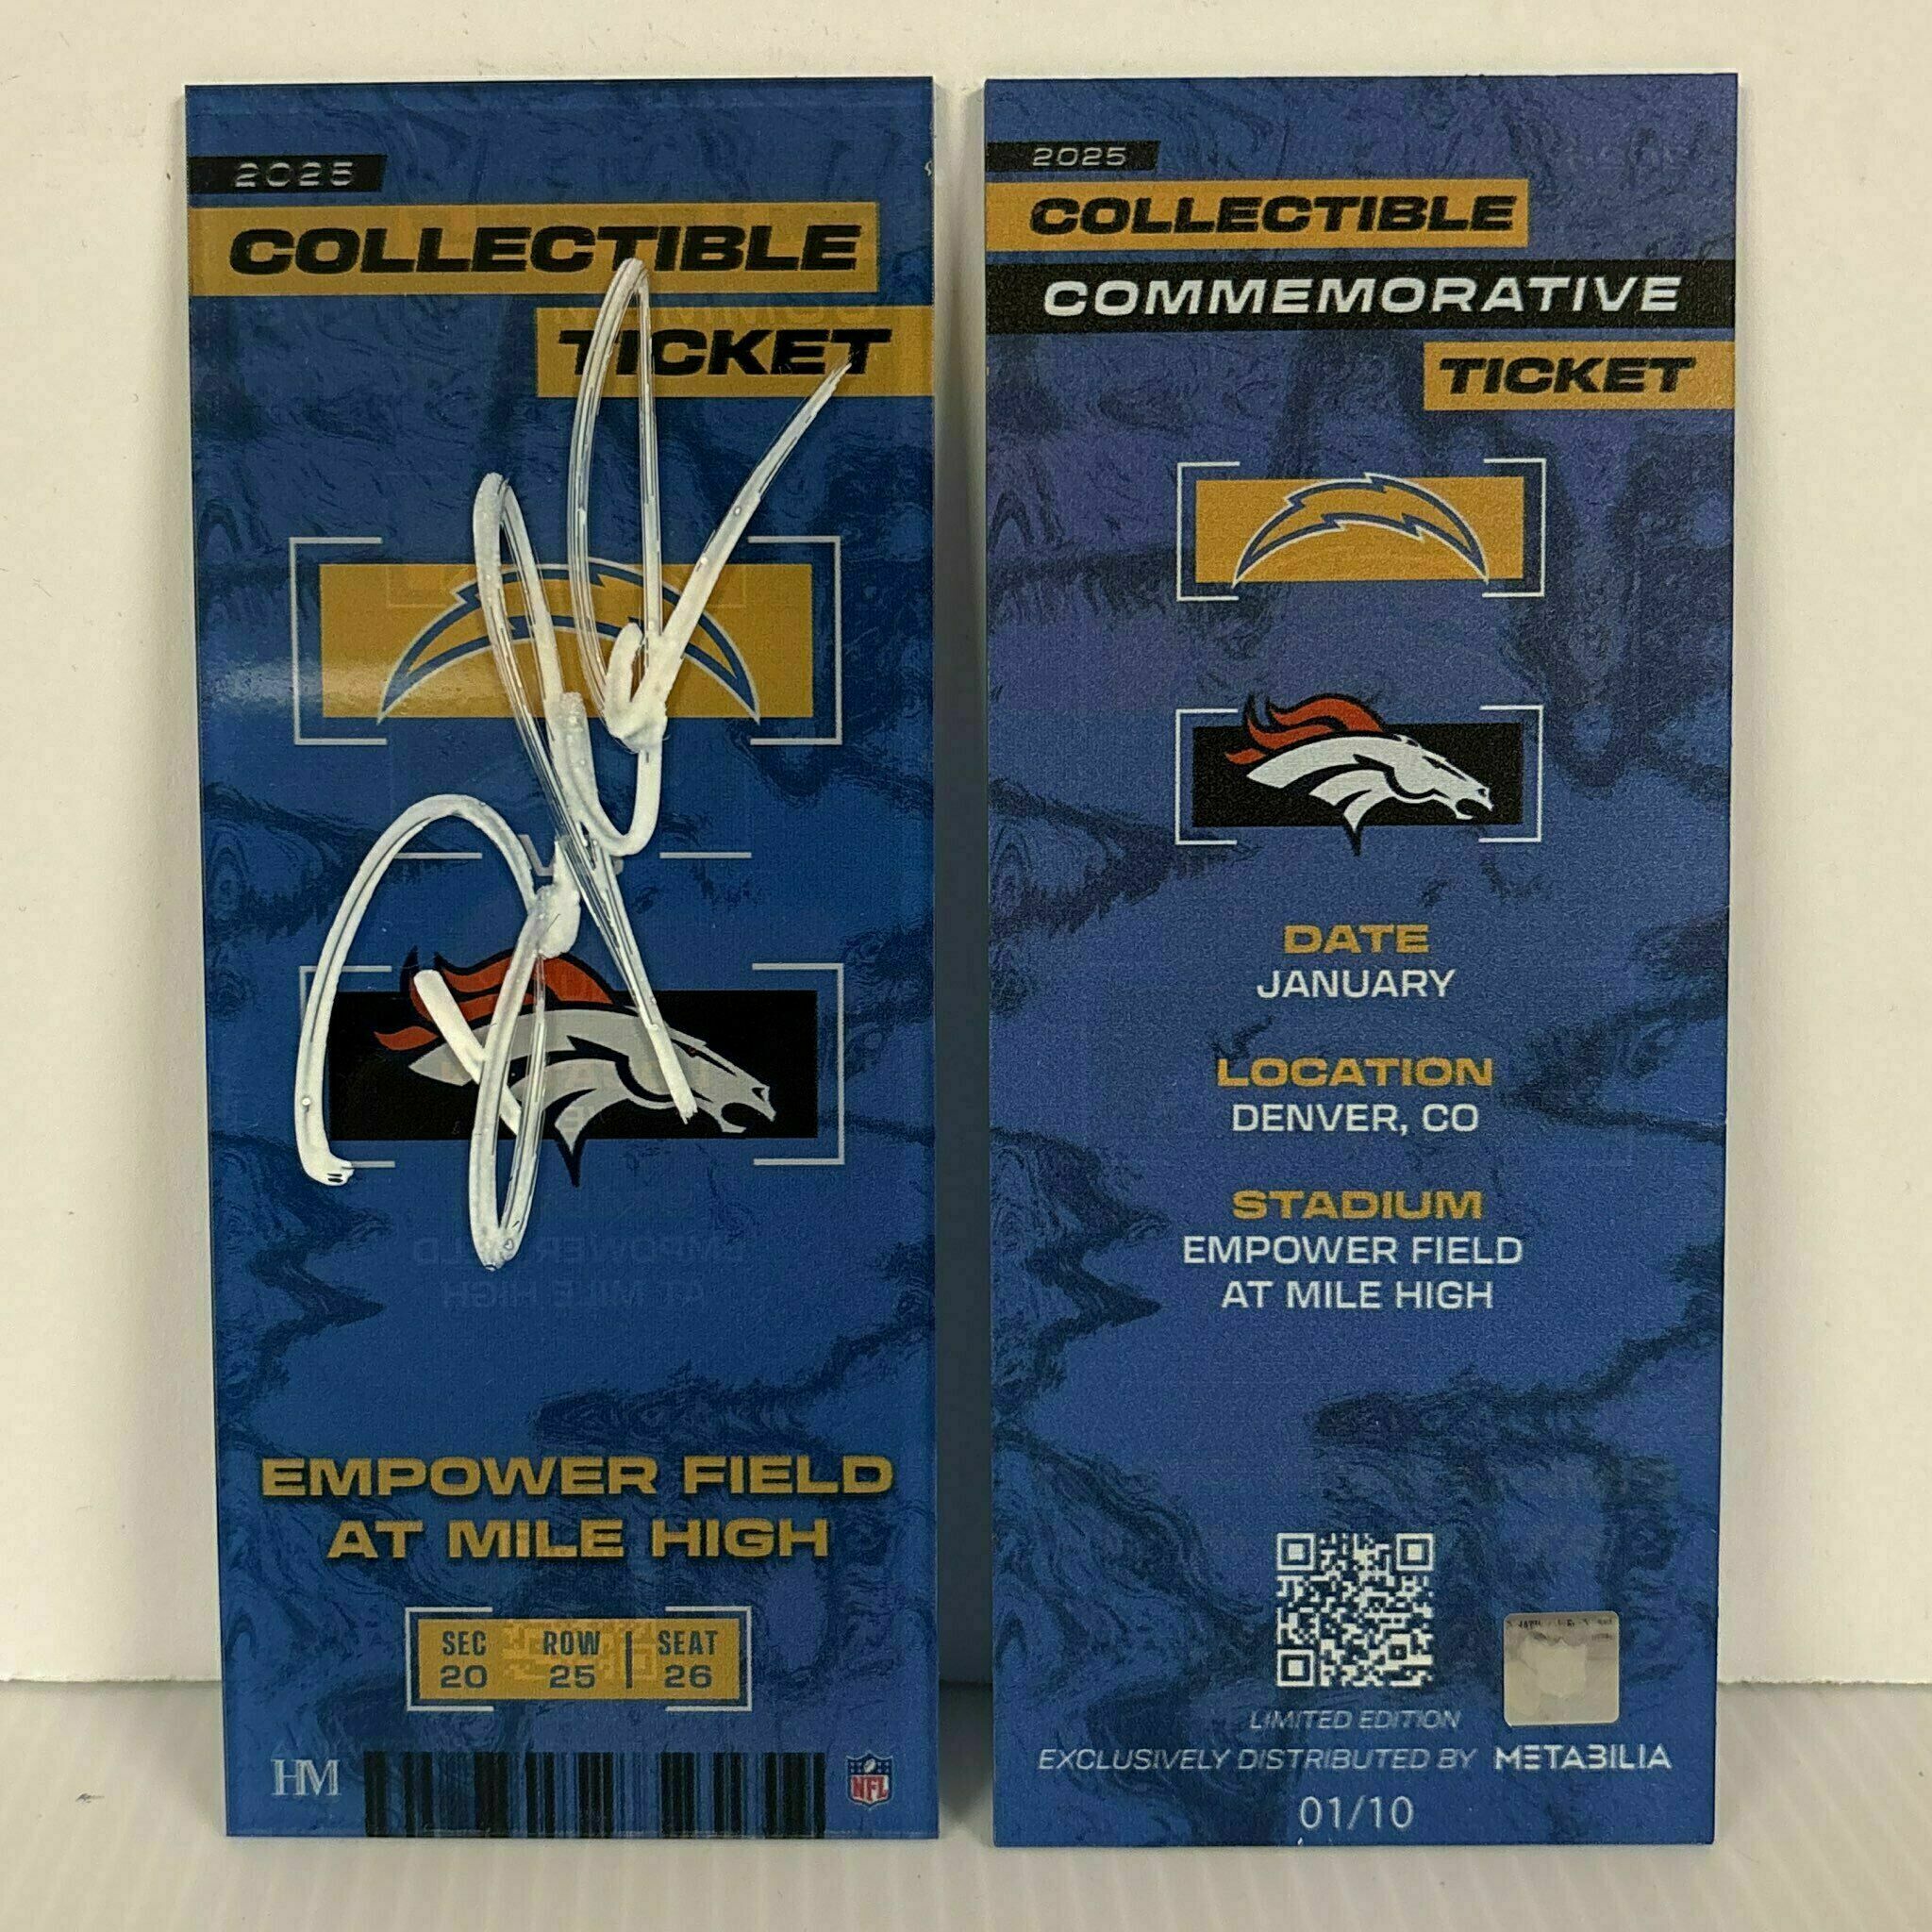 2025
COLLECTIBLE
TICKET
EMPOWER FIELD
AT MILE HIGH
SEC ROW SEAT
20 25 26
HM
NFL
2025
COLLECTIBLE
COMMEMORATIVE
TICKET
DATE
JANUARY
LOCATION
DENVER, CO
STADIUM
EMPOWER FIELD
AT MILE HIGH
LIMITED EDITION
EXCLUSIVELY DISTRIBUTED BY METABILIA
01/10